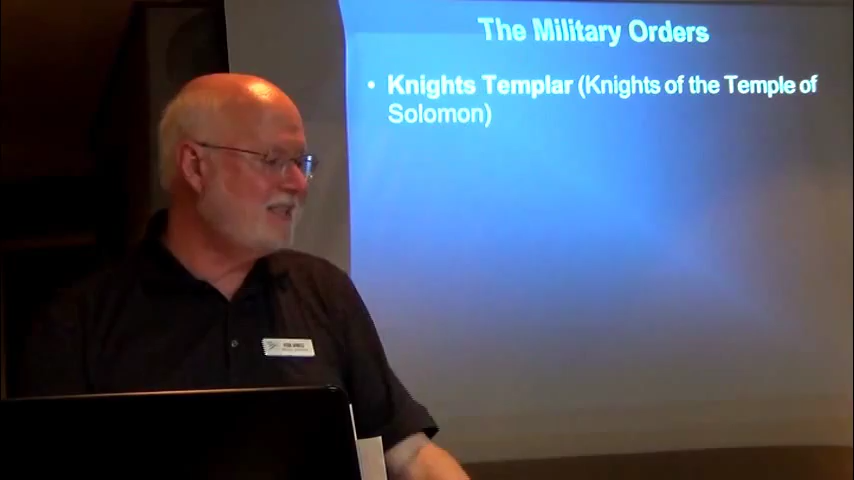 The Military Orders
• Knights Templar (Knights of the Temple of
Solomon)